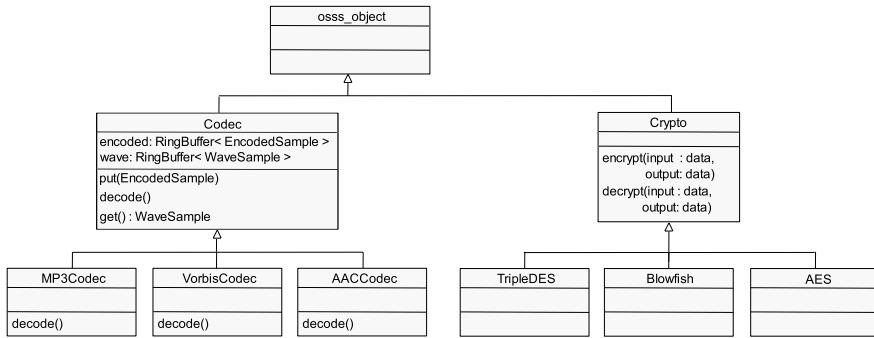 osss_object
Codec
encoded: RingBuffer< EncodedSample >
wave: RingBuffer< WaveSample >
put(EncodedSample)
decode()
get() : WaveSample
Crypto
encrypt(input : data,
output: data)
decrypt(input : data,
output: data)
MP3Codec
decode()
VorbisCodec
decode()
AACCodec
decode()
TripleDES
Blowfish
AES